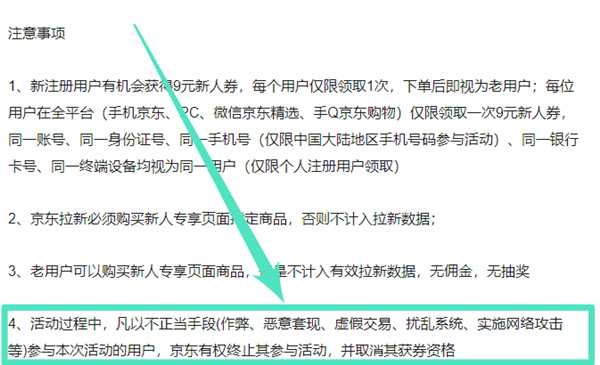 注意事项
1、新注册用户有机会获得9元新人券，每个用户仅限领取1次，下单后即视为老用户；每位
用户在全平台（手机京东、PC、微信京东精选、手Q京东购物）仅限领取一次9元新人券，
同一账号、同一身份证号、同一手机号（仅限中国大陆地区手机号码参与活动）、同一银行
卡号、同一终端设备均视为同一用户（仅限个人注册用户领取）
2、京东拉新必须购买新人专享页面指定商品，否则不计入拉新数据；
3、老用户可以购买新人专享页面商品，是不计入有效拉新数据，无佣金，无抽奖
4、活动过程中，凡以不正当手段(作弊、恶意套现、虚假交易、扰乱系统、实施网络攻击
等)参与本次活动的用户，京东有权终止其参与活动，并取消其获券资格